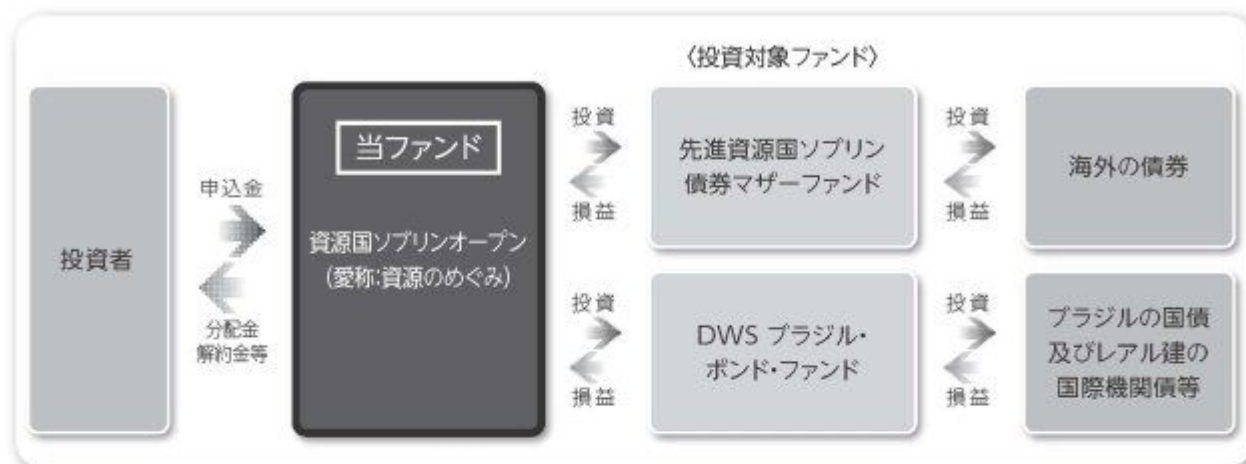 〈投資対象ファンド〉
投資者
申込金
分配金
解約金等
当ファンド
資源国ソブリンオープン
(愛称:資源のめぐみ)
投資
損益
先進資源国ソブリン
債券マザーファンド
投資
損益
海外の債券
投資
損益
DWS ブラジル・
ボンド・ファンド
投資
損益
ブラジルの国債
及びレアル建の
国際機関債等